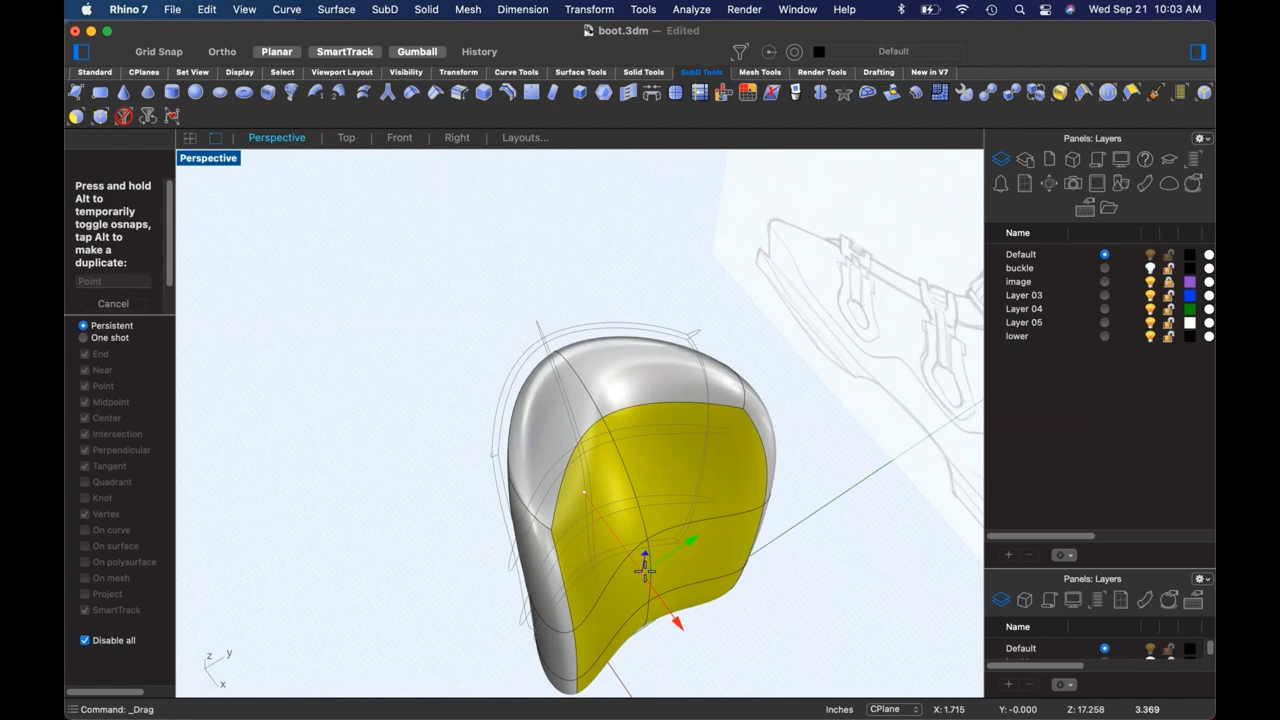 Rhino 7 File Edit View Curve Surface SubD Solid Mesh Dimension Transform Tools Analyze Render Window Help Wed Sep 21 10:03 AM
boot.3dm — Edited
Grid Snap Ortho Planar SmartTrack Gumball History Default
Standard CPlanes Set View Display Select Viewport Layout Visibility Transform Curve Tools Surface Tools Solid Tools SubD Tools Mesh Tools Render Tools Drafting New in V7
Perspective Top Front Right Layouts... Panels: Layers
Perspective
Press and hold
Alt to
temporarily
toggle osnaps,
tap Alt to
make a
duplicate:
Point
Cancel
Persistent
One shot
End
Near
Point
Midpoint
Center
Intersection
Perpendicular
Tangent
Quadrant
Knot
Vertex
On curve
On surface
On polysurface
On mesh
Project
SmartTrack
Disable all
z y
x
Name
Default
buckle
image
Layer 03
Layer 04
Layer 05
lower
Panels: Layers
Name
Default
Command: _Drag Inches CPlane X: 1.715 Y: -0.000 Z: 17.258 3.369